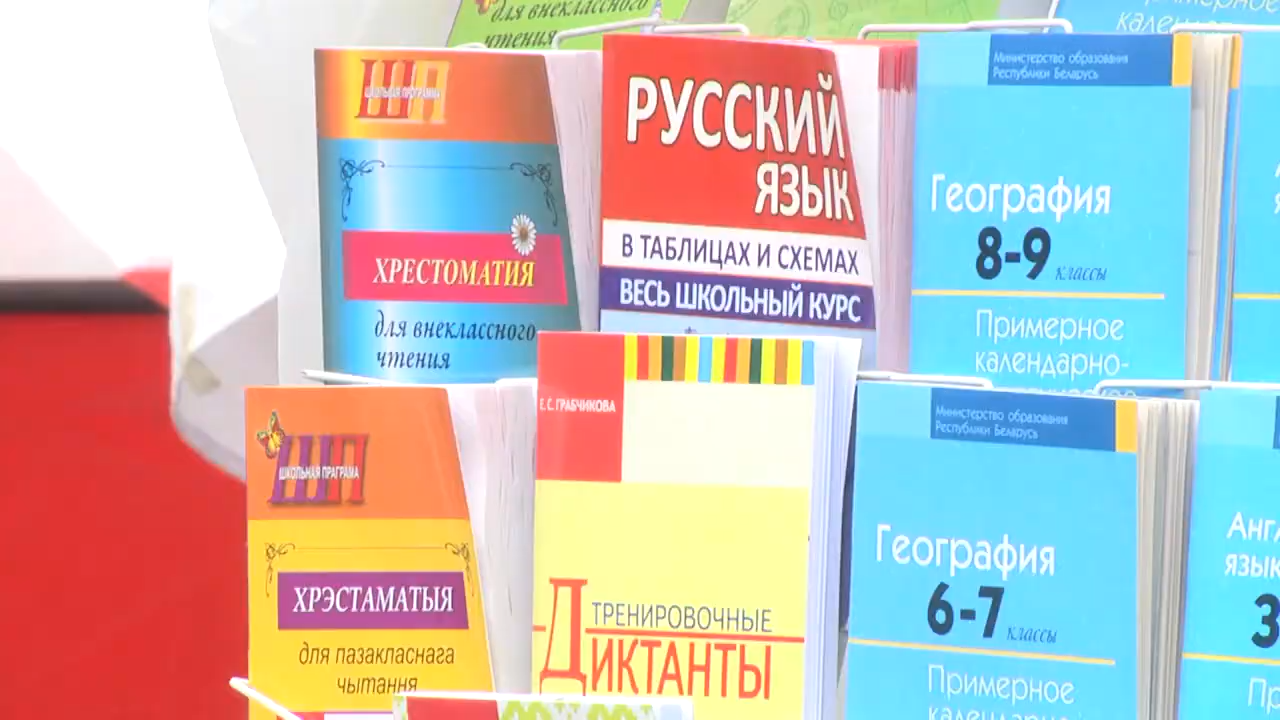 для внеклассного
чтения
Примерное
ШП
ШКОЛЬНАЯ ПРОГРАММА
ХРЕСТОМАТИЯ
для внеклассного
чтения
РУССКИЙ
ЯЗЫК
В ТАБЛИЦАХ И СХЕМАХ
ВЕСЬ ШКОЛЬНЫЙ КУРС
Министерство образования
Республики Беларусь
География
8-9 классы
Примерное
календарно-
ШП
ШКОЛЬНАЯ ПРАГРАМА
ХРЭСТАМАТЫЯ
для пазакласнага
чытання
Е. С. ГРАБЧИКОВА
ТРЕНИРОВОЧНЫЕ
ДИКТАНТЫ
Министерство образования
Республики Беларусь
География
6-7 классы
Примерное
календарно-
язык
3